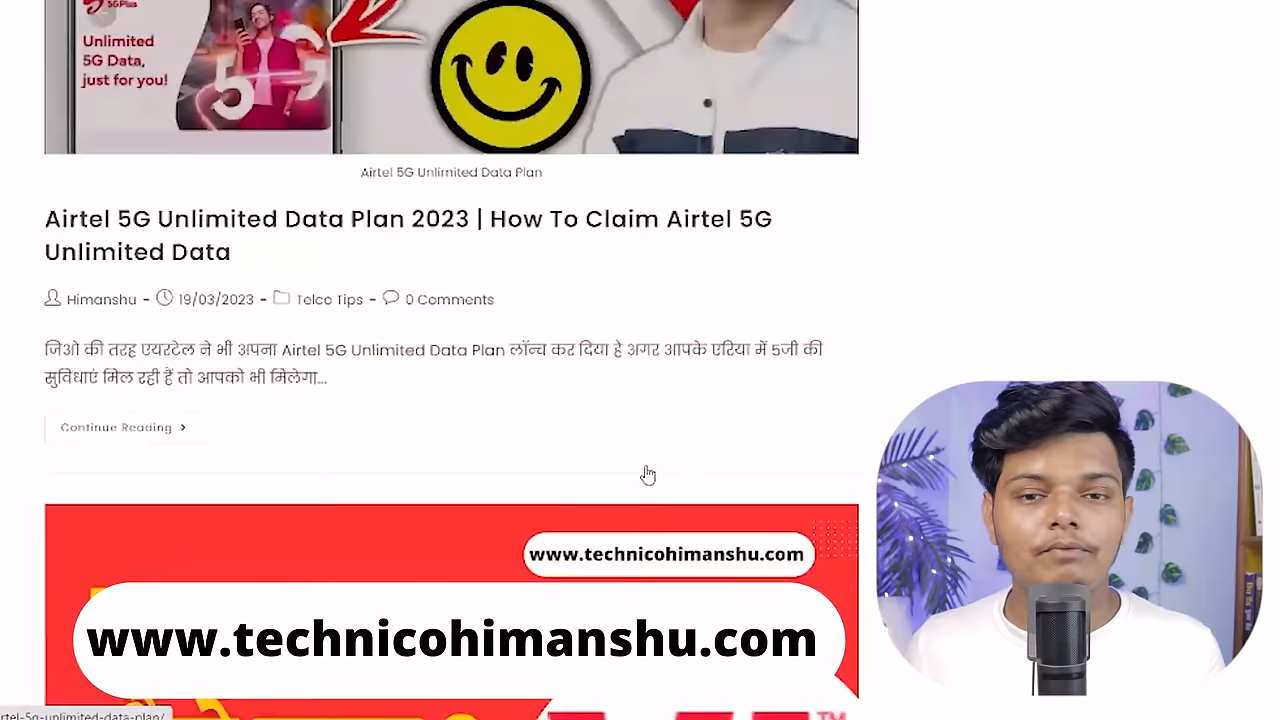 5G Plus
Unlimited
5G Data,
just for you!
Airtel 5G Unlimited Data Plan
Airtel 5G Unlimited Data Plan 2023 | How To Claim Airtel 5G
Unlimited Data
Himanshu - 19/03/2023 - Telco Tips - 0 Comments
जिओ की तरह एयरटेल ने भी अपना Airtel 5G Unlimited Data Plan लॉन्च कर दिया है अगर आपके एरिया में 5जी की
सुविधाएं मिल रही हैं तो आपको भी मिलेगा...
Continue Reading
www.technicohimanshu.com
www.technicohimanshu.com
rtel-5g-unlimited-data-plan/
TM